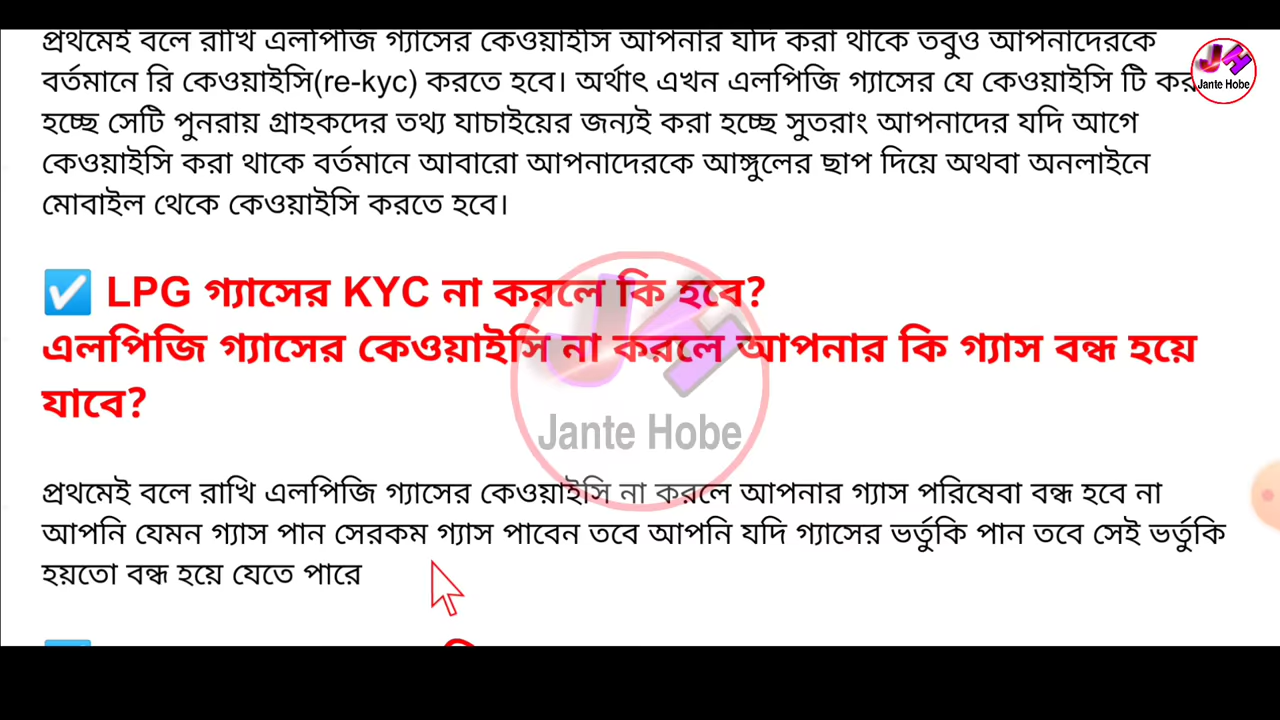 প্রথমেই বলে রাখি এলপিজি গ্যাসের কেওয়াইসি আপনার যদি করা থাকে তবুও আপনাদেরকে
বর্তমানে রি কেওয়াইসি(re-kyc) করতে হবে। অর্থাৎ এখন এলপিজি গ্যাসের যে কেওয়াইসি টি
হচ্ছে সেটি পুনরায় গ্রাহকদের তথ্য যাচাইয়ের জন্যই করা হচ্ছে সুতরাং আপনাদের যদি আগে
কেওয়াইসি করা থাকে বর্তমানে আবারো আপনাদেরকে আঙ্গুলের ছাপ দিয়ে অথবা অনলাইনে
মোবাইল থেকে কেওয়াইসি করতে হবে।
JH
Jante Hobe
LPG গ্যাসের KYC না করলে কি হবে?
এলপিজি গ্যাসের কেওয়াইসি না করলে আপনার কি গ্যাস বন্ধ হয়ে
যাবে?
JH
Jante Hobe
প্রথমেই বলে রাখি এলপিজি গ্যাসের কেওয়াইসি না করলে আপনার গ্যাস পরিষেবা বন্ধ হবে না
আপনি যেমন গ্যাস পান সেরকম গ্যাস পাবেন তবে আপনি যদি গ্যাসের ভর্তুকি পান তবে সেই ভর্তুকি
হয়তো বন্ধ হয়ে যেতে পারে